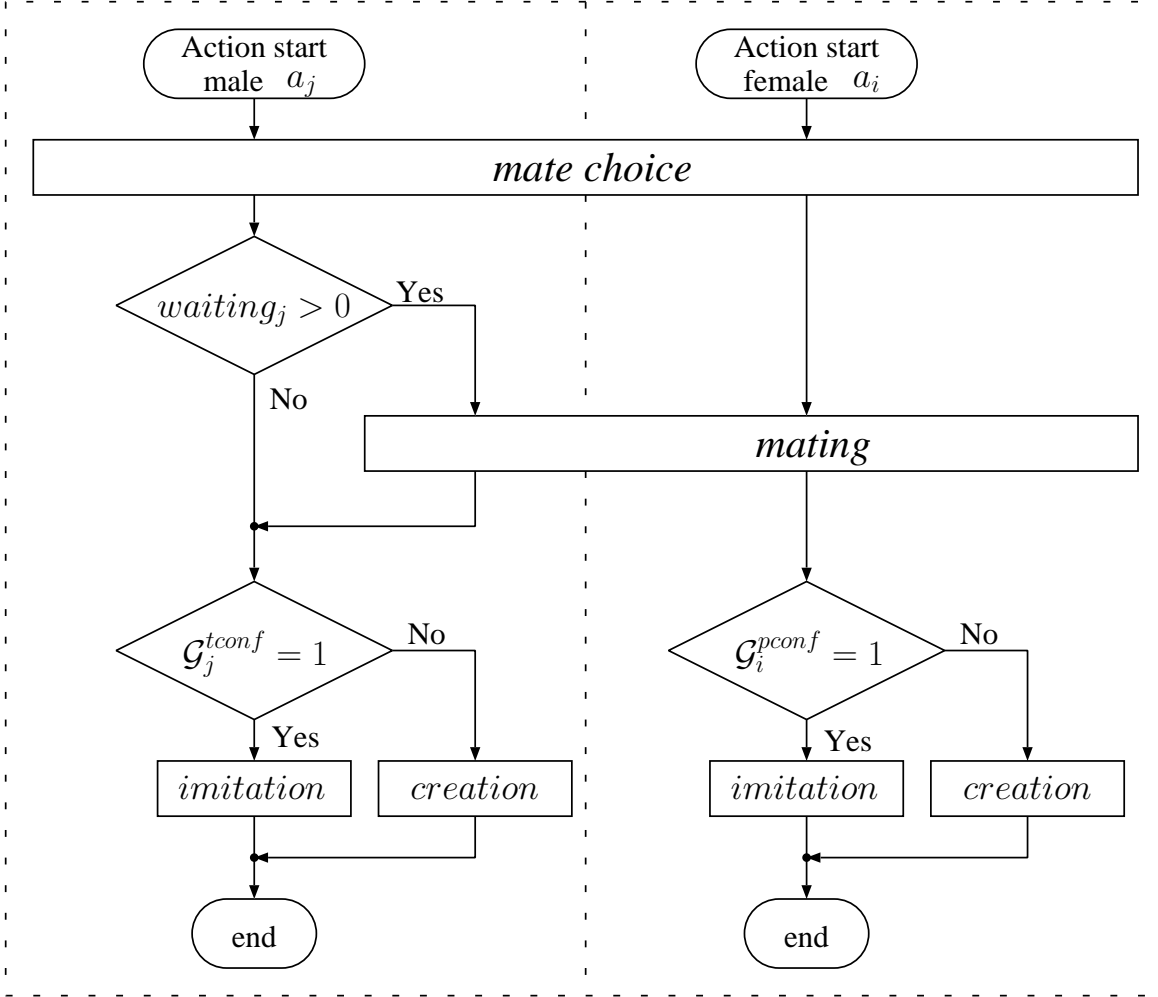 Action start
male a_j
Action start
female a_i
mate choice
waiting_j > 0
Yes
No
mating
𝒢_j^{tconf} = 1
No
Yes
imitation
creation
end
𝒢_i^{pconf} = 1
No
Yes
imitation
creation
end